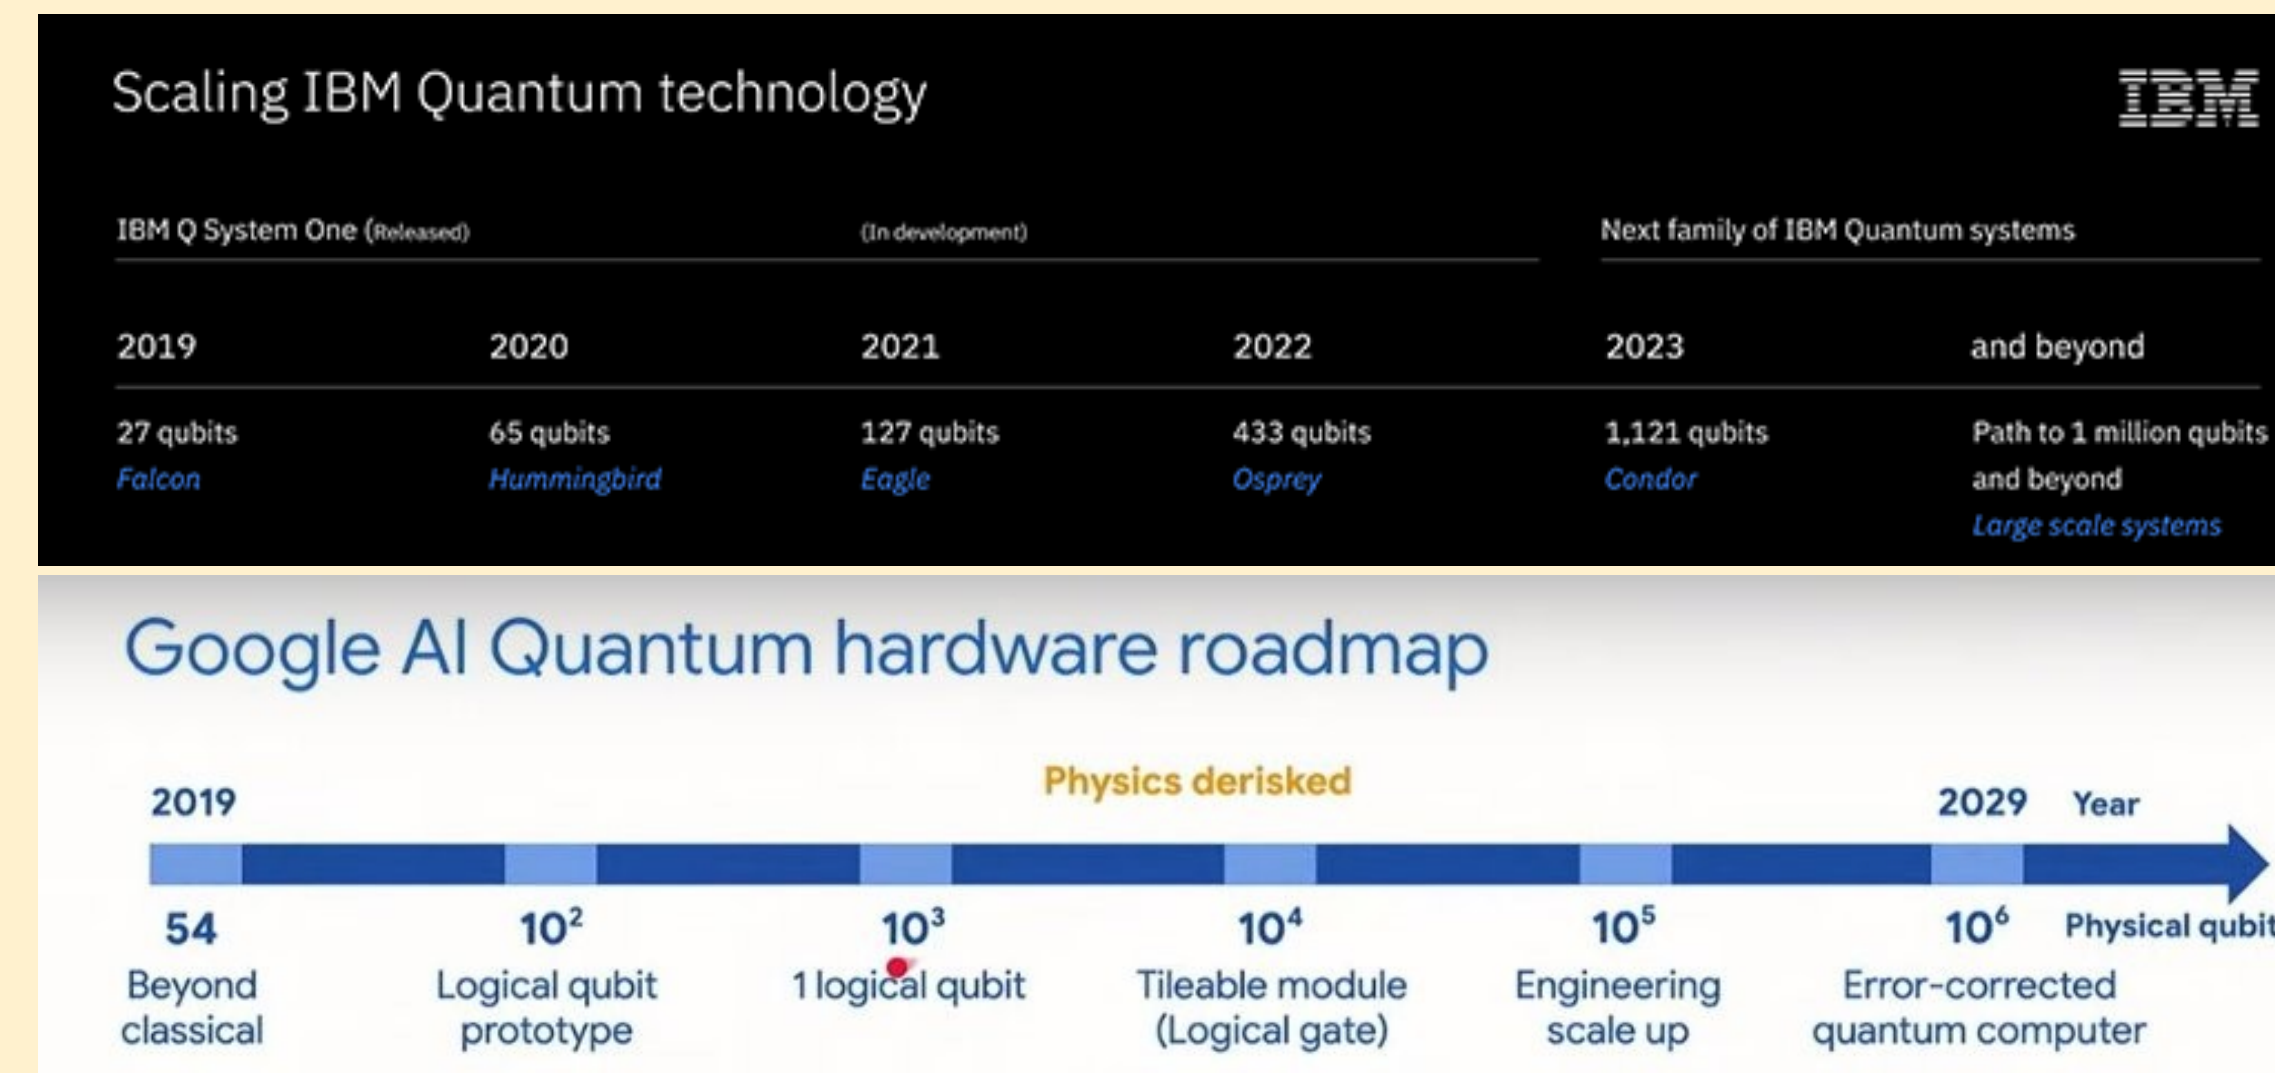 Scaling IBM Quantum technology
IBM
IBM Q System One (Released)
(In development)
Next family of IBM Quantum systems
2019
2020
2021
2022
2023
and beyond
27 qubits
65 qubits
127 qubits
433 qubits
1,121 qubits
Path to 1 million qubits
and beyond
Falcon
Hummingbird
Eagle
Osprey
Condor
Large scale systems
Google AI Quantum hardware roadmap
Physics derisked
2019
2029
Year
54
10²
10³
10⁴
10⁵
10⁶
Physical qubit
Beyond
classical
Logical qubit
prototype
1 logical qubit
Tileable module
(Logical gate)
Engineering
scale up
Error-corrected
quantum computer